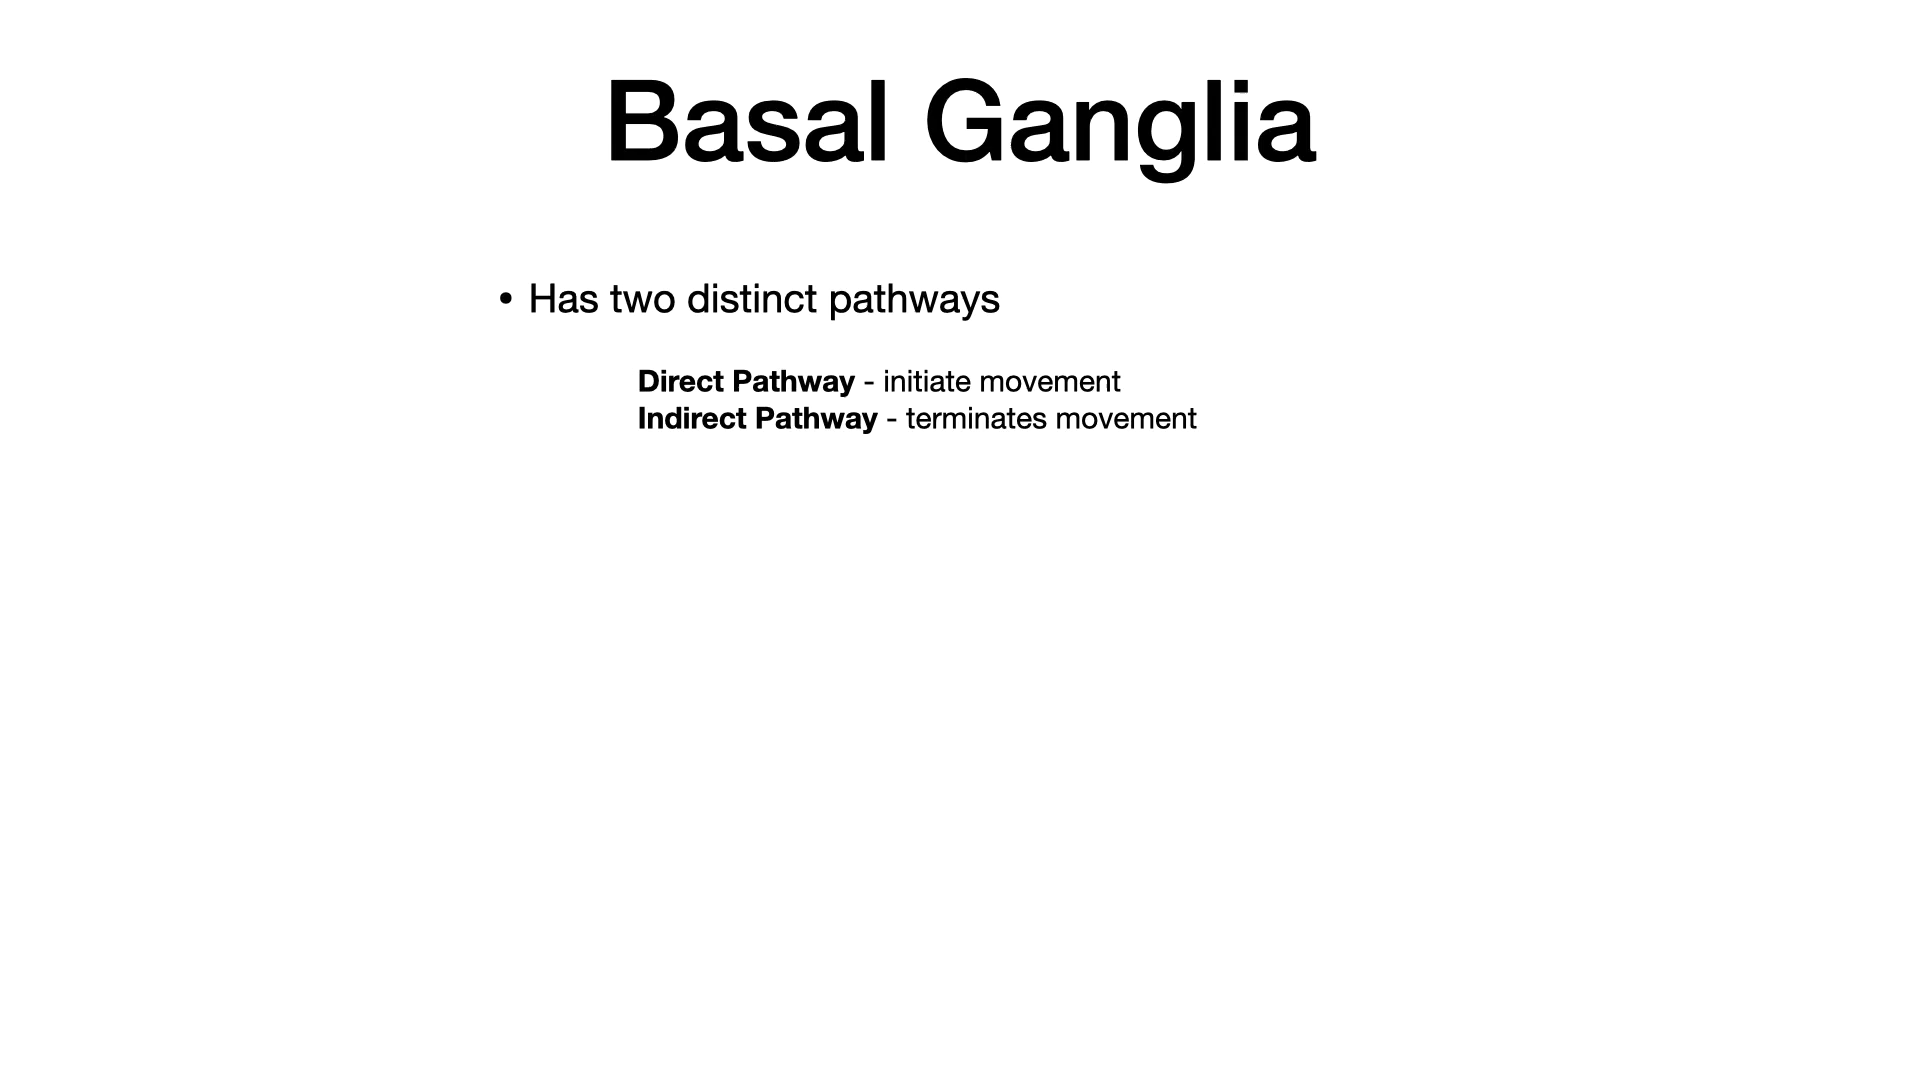 Basal Ganglia
• Has two distinct pathways
Direct Pathway - initiate movement
Indirect Pathway - terminates movement